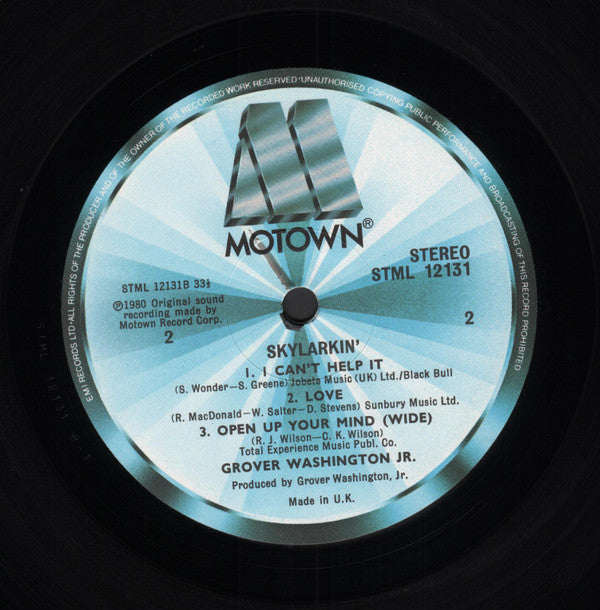 EMI RECORDS LTD·ALL RIGHTS OF THE PRODUCER AND OF THE OWNER OF THE RECORDED WORK RESERVED·UNAUTHORISED COPYING PUBLIC PERFORMANCE AND BROADCASTING OF THIS RECORD PROHIBITED
M
MOTOWN®
STEREO
STML 12131
STML 12131B 33⅓
℗1980 Original sound
recording made by
Motown Record Corp.
2
2
SKYLARKIN'
1. I CAN'T HELP IT
(S. Wonder—S. Greene) Jobete Music (UK) Ltd./Black Bull
2. LOVE
(R. MacDonald—W. Salter—D. Stevens) Sunbury Music Ltd.
3. OPEN UP YOUR MIND (WIDE)
(R. J. Wilson—C. K. Wilson)
Total Experience Music Publ. Co.
GROVER WASHINGTON JR.
Produced by Grover Washington, Jr.
Made in U.K.